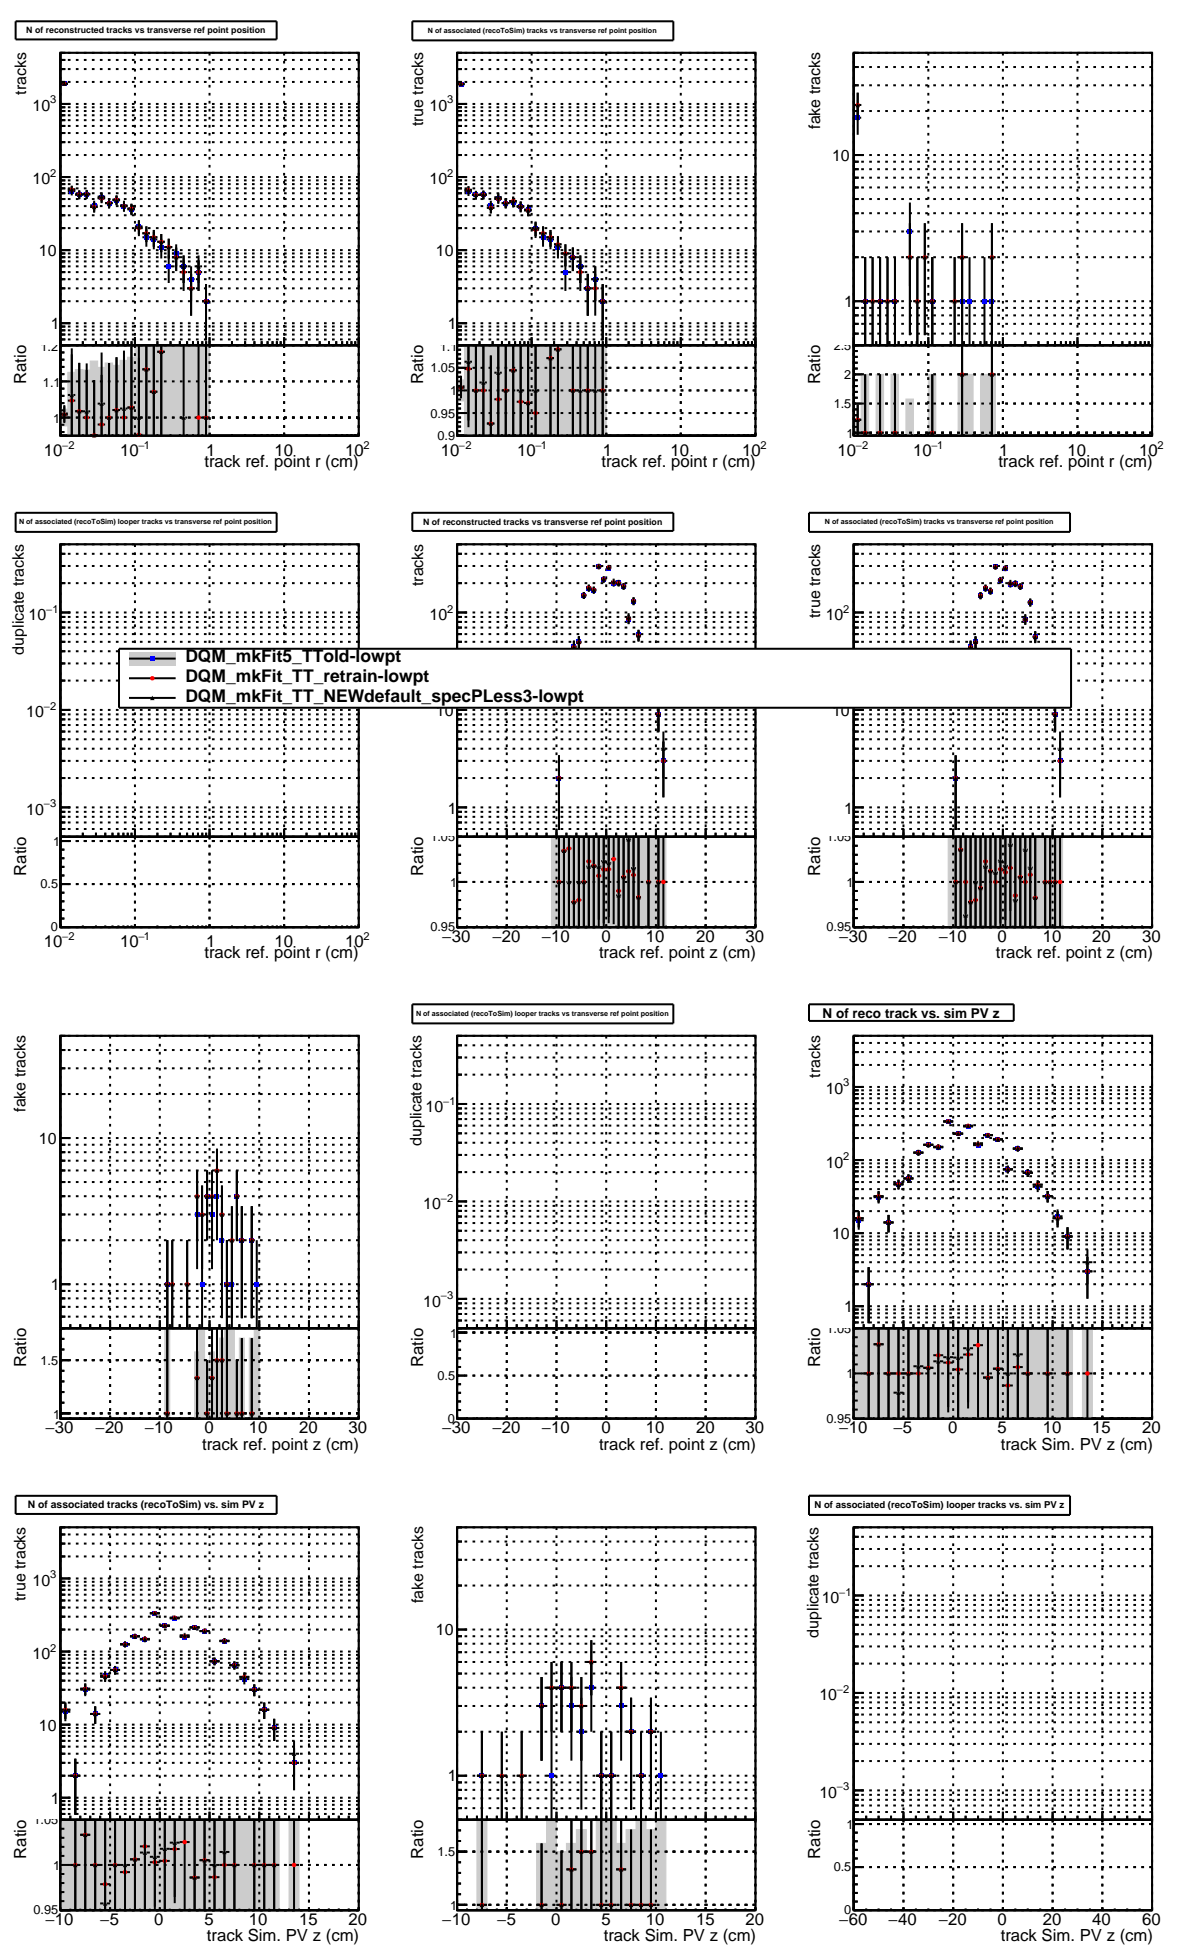 N of reconstructed tracks vs transverse ref point position
tracks
10³
10²
10
1
Ratio
1.2
1.1
1
10⁻² 10⁻¹ 1 10 10²
track ref. point r (cm)
N of associated (recoToSim) tracks vs transverse ref point position
true tracks
10³
10²
10
1
Ratio
1.1
1.05
1
0.95
0.9
10⁻² 10⁻¹ 1 10 10²
track ref. point r (cm)
fake tracks
10
1
Ratio
2.5
2
1.5
1
10⁻² 10⁻¹ 1 10 10²
track ref. point r (cm)
N of associated (recoToSim) looper tracks vs transverse ref point position
duplicate tracks
10⁻¹
10⁻²
10⁻³
Ratio
1
0.5
0
10⁻² 10⁻¹ 1 10 10²
track ref. point r (cm)
N of reconstructed tracks vs transverse ref point position
tracks
10²
10
1
Ratio
1.05
1
0.95
−30 −20 −10 0 10 20 30
track ref. point z (cm)
N of associated (recoToSim) tracks vs transverse ref point position
true tracks
10²
10
1
Ratio
1.05
1
0.95
−30 −20 −10 0 10 20 30
track ref. point z (cm)
DQM_mkFit5_TTold-lowpt
DQM_mkFit_TT_retrain-lowpt
DQM_mkFit_TT_NEWdefault_specPLess3-lowpt
fake tracks
10
1
Ratio
1.5
1
−30 −20 −10 0 10 20 30
track ref. point z (cm)
N of associated (recoToSim) looper tracks vs transverse ref point position
duplicate tracks
10⁻¹
10⁻²
10⁻³
Ratio
1
0.5
0
−30 −20 −10 0 10 20 30
track ref. point z (cm)
N of reco track vs. sim PV z
tracks
10³
10²
10
1
Ratio
1.05
1
0.95
−10 −5 0 5 10 15 20
track Sim. PV z (cm)
N of associated tracks (recoToSim) vs. sim PV z
true tracks
10³
10²
10
1
Ratio
1.05
1
0.95
−10 −5 0 5 10 15 20
track Sim. PV z (cm)
fake tracks
10
1
Ratio
1.5
1
−10 −5 0 5 10 15 20
track Sim. PV z (cm)
N of associated (recoToSim) looper tracks vs. sim PV z
duplicate tracks
10⁻¹
10⁻²
10⁻³
Ratio
1
0.5
0
−60 −40 −20 0 20 40 60
track Sim. PV z (cm)